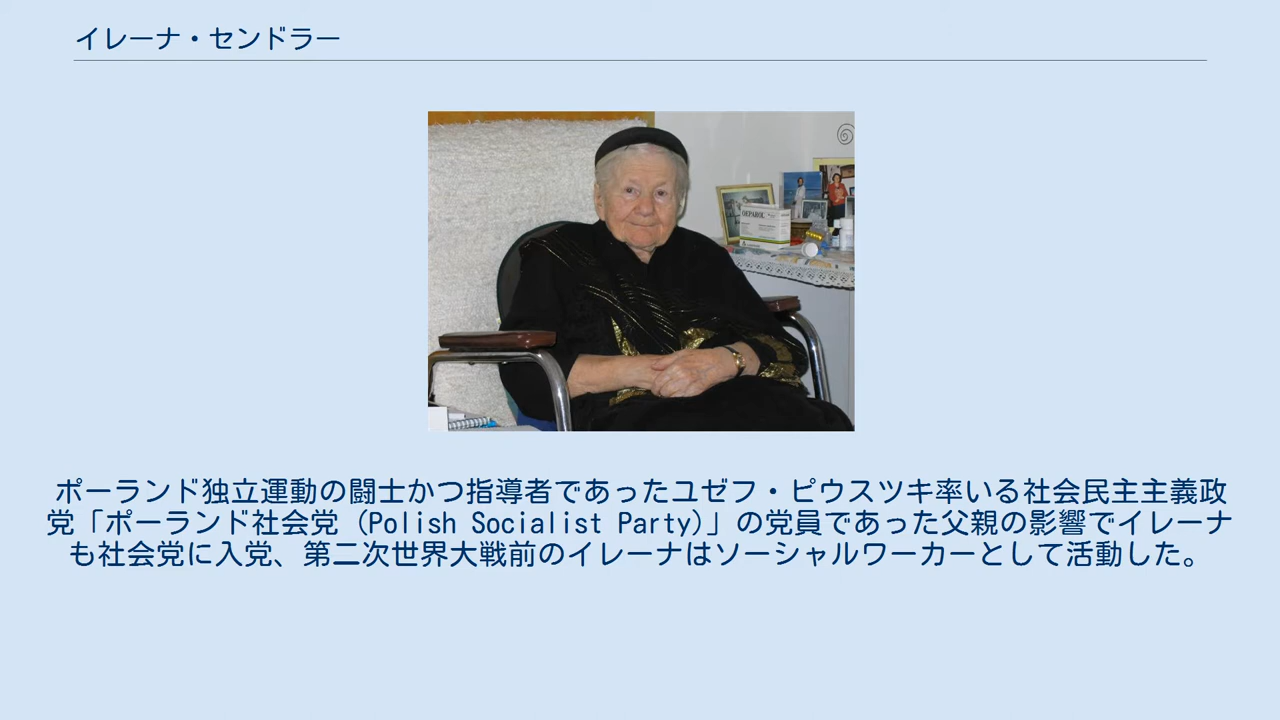 イレーナ・センドラー
OEPAROL
ポーランド独立運動の闘士かつ指導者であったユゼフ・ピウスツキ率いる社会民主主義政
党「ポーランド社会党（Polish Socialist Party)」の党員であった父親の影響でイレーナ
も社会党に入党、第二次世界大戦前のイレーナはソーシャルワーカーとして活動した。